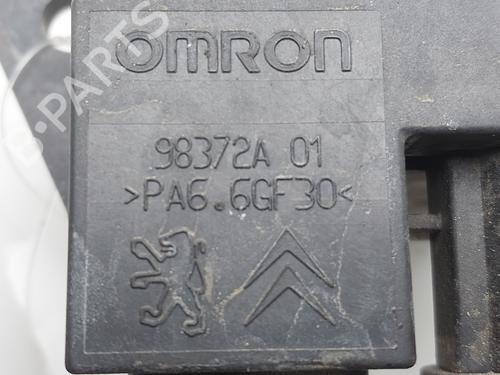 OMRON
B-PARTS
98372A 01
>PA6.6GF30<